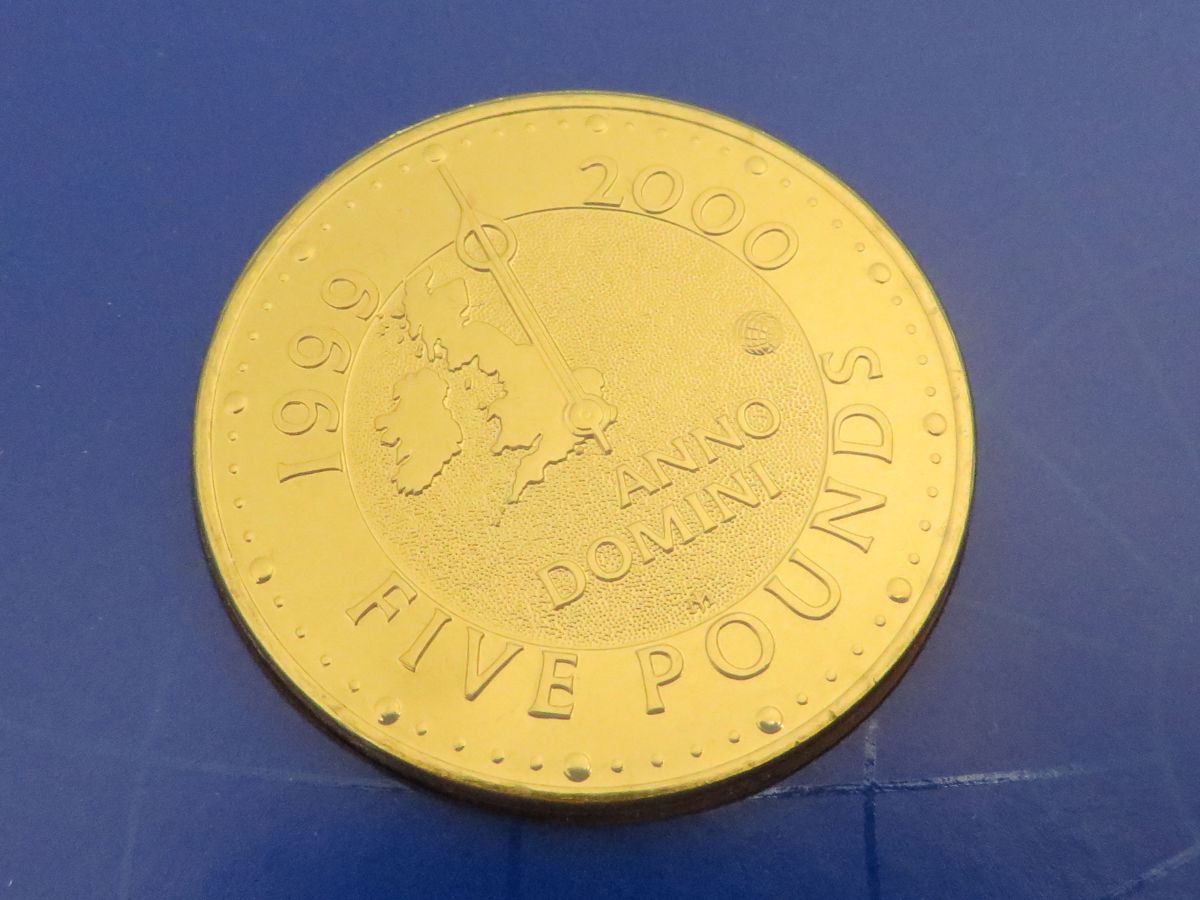 1999
2000
ANNO
DOMINI
FIVE POUNDS